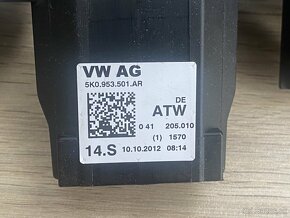 VW AG
5K0.953.501.AR
DE
ATW
0 41 205.010
(1) 1570
14.S 10.10.2012 08:14